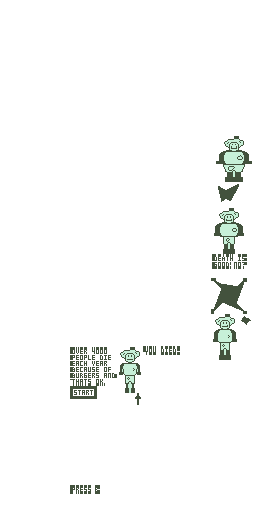 DEATH IS
GOOD, NO?
OVER 4000
PEOPLE DIE
EACH YEAR
BECAUSE OF
BURGERS AND
THATS OK.
START
YOU DIED!
PRESS